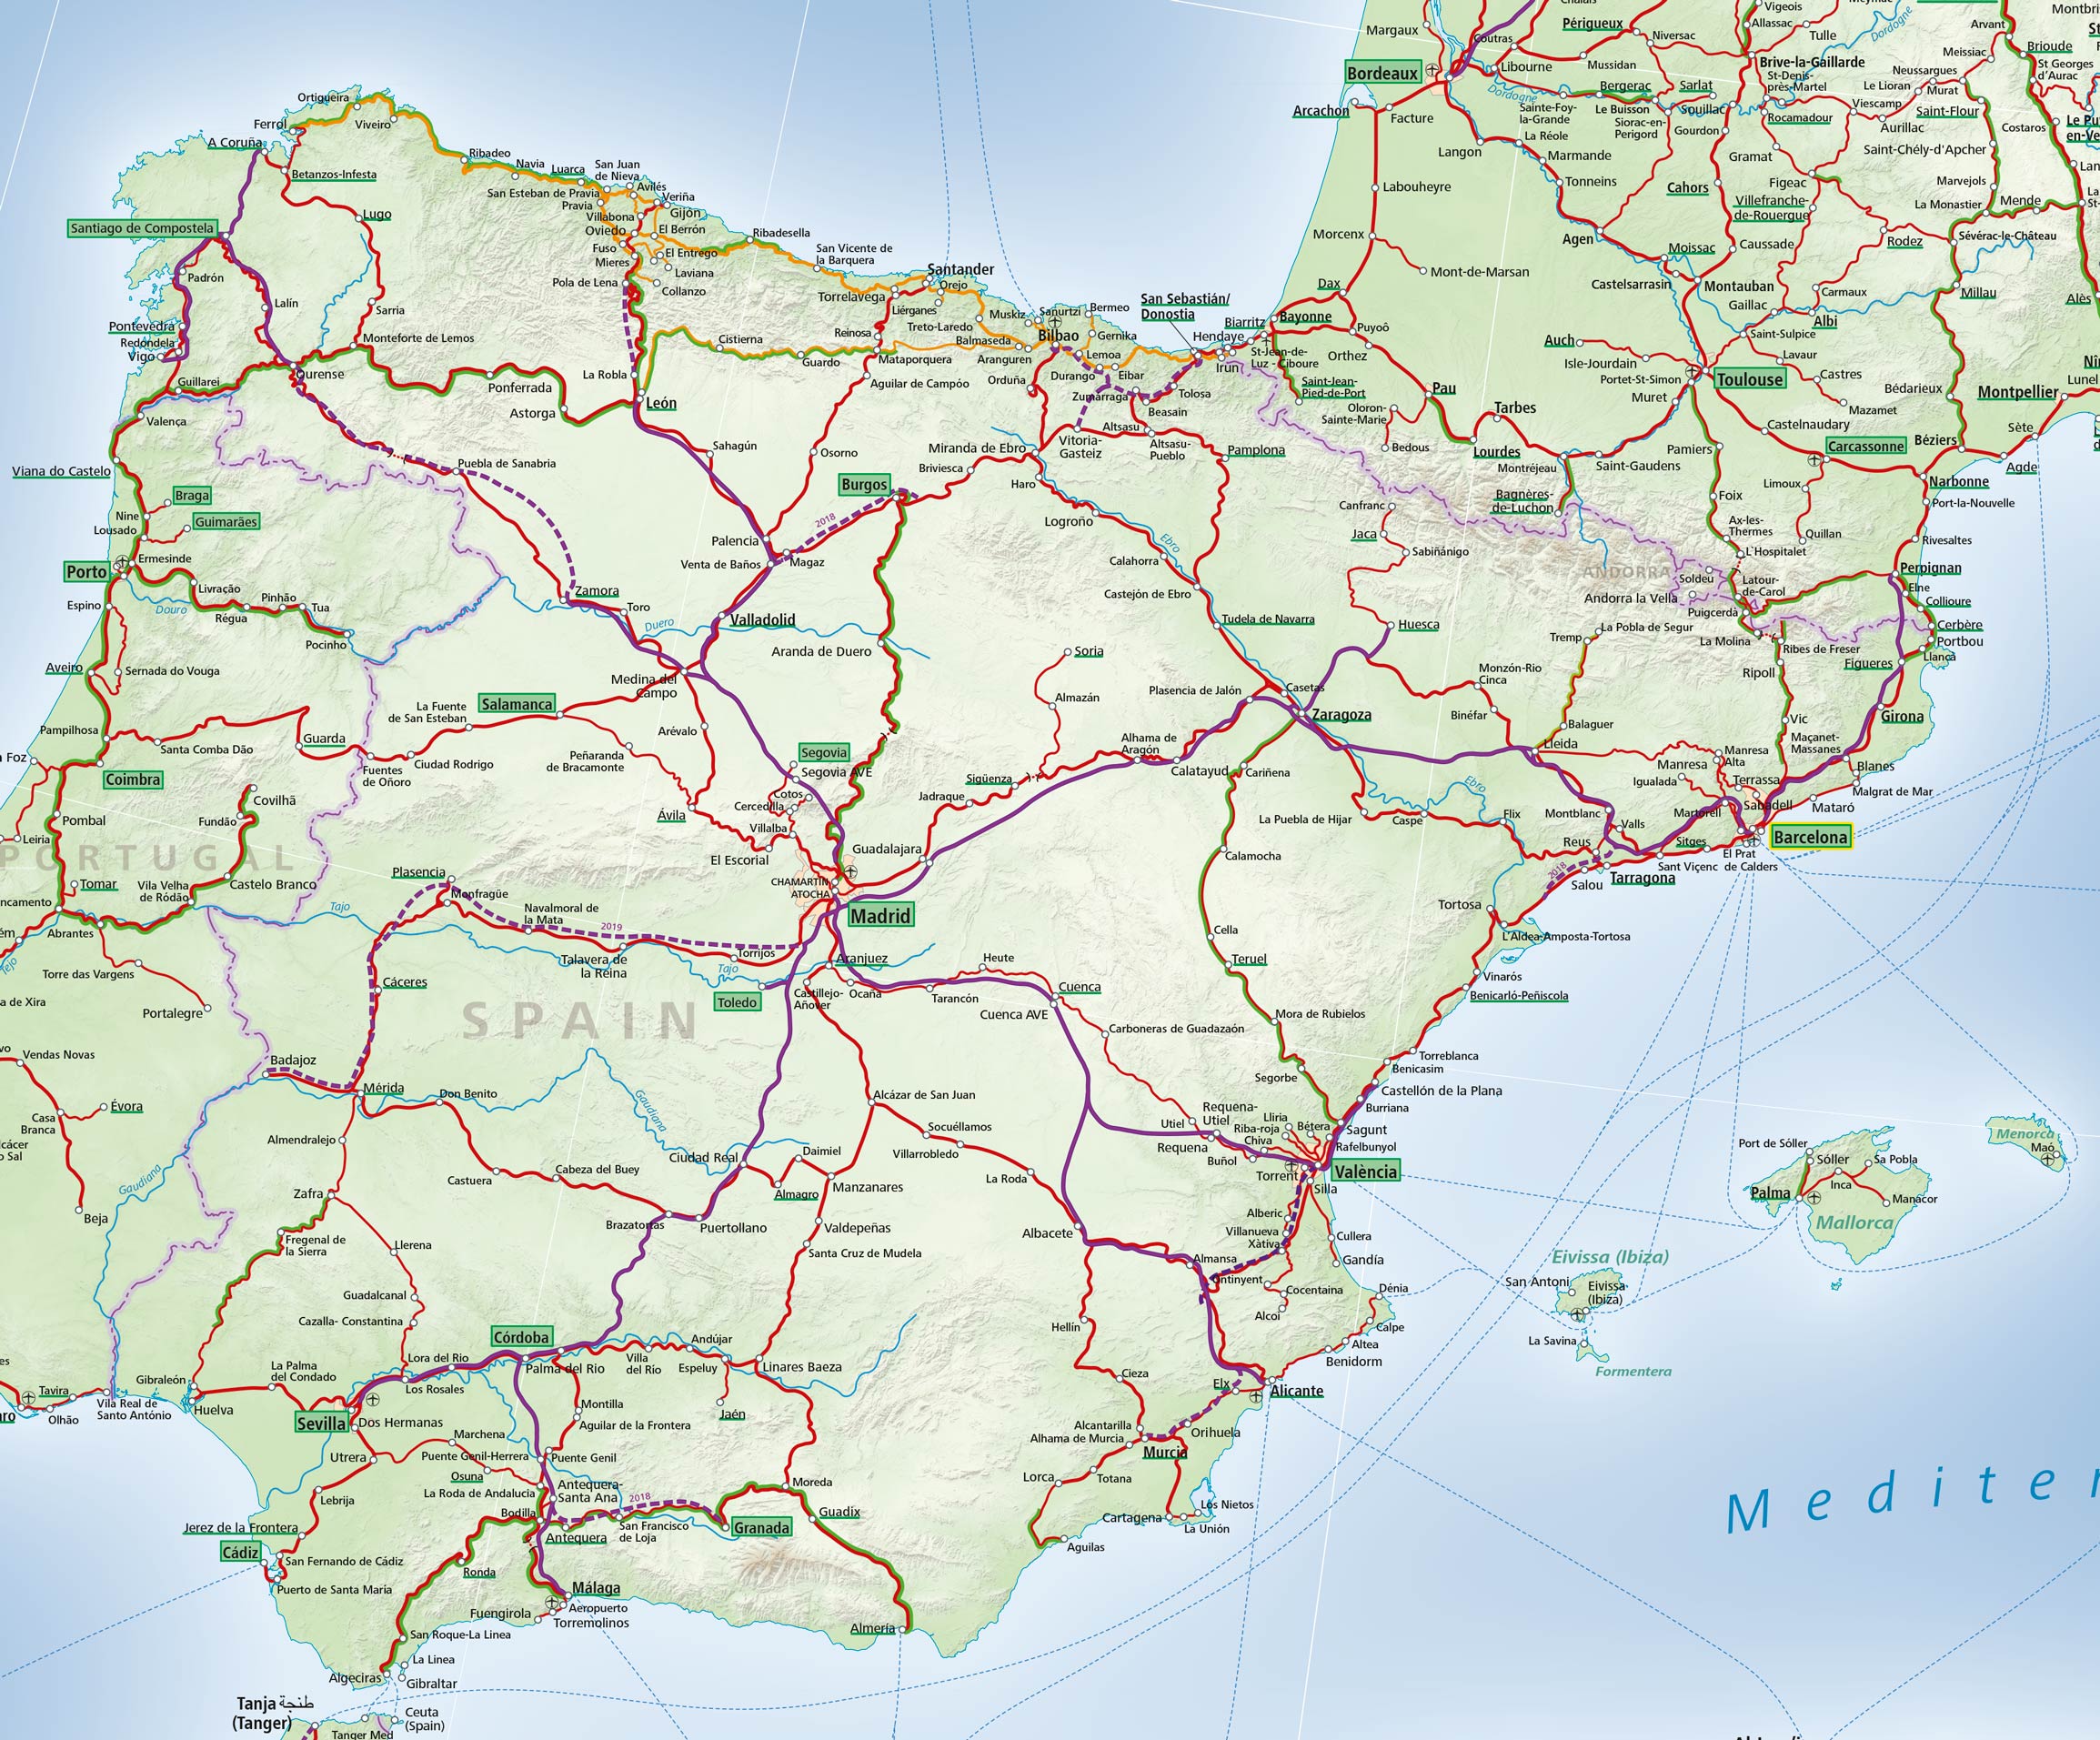 Margaux
Coutras
Périgueux
Niversac
Vigeois
Allassac
Tulle
Dordogne
Arvant
Meissiac
Brioude
Bordeaux
Libourne
Mussidan
Brive-la-Gaillarde
St-Denis-
près-Martel
Neussargues
St Georges
d'Aurac
Le Lioran
Murat
Arcachon
Facture
Dordogne
Sainte-Foy-
la-Grande
Bergerac
Le Buisson
Siorac-en-
Perigord
Sarlat
Souillac
Gourdon
Rocamadour
Viescamp
Aurillac
Saint-Flour
Costaros
Langon
La Réole
Marmande
Tonneins
Gramat
Saint-Chély-d'Apcher
Labouheyre
Cahors
Figeac
Villefranche-
de-Rouergue
Marvejols
La Monastier
Mende
Morcenx
Mont-de-Marsan
Agen
Moissac
Caussade
Rodez
Sévérac-le-Château
Castelsarrasin
Montauban
Gaillac
Carmaux
Albi
Millau
Alès
Dax
Biarritz
Bayonne
Puyoô
Orthez
Saint-Sulpice
Lavaur
Castres
Mazamet
Auch
Isle-Jourdain
Portet-St-Simon
Muret
Toulouse
Bédarieux
Montpellier
Lunel
Sète
Agde
Hendaye
Irun
St-Jean-de-
Luz - Ciboure
Saint-Jean-
Pied-de-Port
Oloron-
Sainte-Marie
Bedous
Pau
Tarbes
Lourdes
Montréjeau
Saint-Gaudens
Bagnères-
de-Luchon
Castelnaudary
Pamiers
Carcassonne
Béziers
Narbonne
Port-la-Nouvelle
Limoux
Quillan
Foix
Ax-les-
Thermes
L'Hospitalet
Rivesaltes
Perpignan
Elne
Collioure
Cerbère
Portbou
Llançà
Figueres
ANDORRA
Soldeu
Andorra la Vella
Latour-
de-Carol
Puigcerdà
La Molina
Ribes de Freser
Ripoll
Vic
Girona
Maçanet-
Massanes
Blanes
Malgrat de Mar
Mataró
Ortigueira
Viveiro
Ferrol
A Coruña
Betanzos-Infesta
Ribadeo
Navia
Luarca
San Juan
de Nieva
Avilés
San Esteban de Pravia
Pravia
Veriña
Gijón
Villabona
Oviedo
El Berrón
Fuso
Mieres
El Entrego
Laviana
Pola de Lena
Collanzo
Ribadesella
San Vicente de
la Barquera
Santander
Orejo
Torrelavega
Liérganes
Treto-Laredo
Reinosa
Balmaseda
Aranguren
Muskiz
Santurtzi
Bilbao
Bermeo
Gernika
Lemoa
Durango
Eibar
San Sebastián/
Donostia
Zumárraga
Tolosa
Beasain
Orduña
Altsasu
Altsasu-
Pueblo
Pamplona
Vitoria-
Gasteiz
Miranda de Ebro
Briviesca
Haro
Logroño
Ebro
Calahorra
Castejón de Ebro
Tudela de Navarra
Santiago de Compostela
Lugo
Padrón
Lalín
Sarria
Pontevedra
Redondela
Vigo
Monteforte de Lemos
Ourense
Guillarei
Valença
Ponferrada
Astorga
La Robla
León
Cistierna
Guardo
Mataporquera
Aguilar de Campóo
Sahagún
Osorno
Burgos
2018
Puebla de Sanabria
Palencia
Venta de Baños
Magaz
Viana do Castelo
Braga
Nine
Guimarães
Lousado
Ermesinde
Porto
Livração
Espino
Douro
Régua
Pinhão
Tua
Pocinho
Aveiro
Sernada do Vouga
Pampilhosa
Santa Comba Dão
Guarda
Coimbra
Covilhã
Fundão
Pombal
Leiria
PORTUGAL
Tomar
Castelo Branco
Vila Velha
de Ródão
Abrantes
Tejo
Torre das Vargens
Portalegre
Vendas Novas
Casa
Branca
Évora
Beja
Tavira
Olhão
Vila Real de
Santo António
Zamora
Toro
Duero
Valladolid
Aranda de Duero
Medina del
Campo
Salamanca
La Fuente
de San Esteban
Fuentes
de Oñoro
Ciudad Rodrigo
Arévalo
Peñaranda
de Bracamonte
Segovia
Segovia AVE
Cotos
Cercedilla
Villalba
El Escorial
Ávila
CHAMARTÍN
ATOCHA
Madrid
Guadalajara
Jadraque
Sigüenza
Soria
Almazán
Alhama de
Aragón
Calatayud
Plasencia de Jalón
Casetas
Zaragoza
Cariñena
Calamocha
Cella
Teruel
Mora de Rubielos
Segorbe
Canfranc
Jaca
Sabiñánigo
Huesca
Monzón-Rio
Cinca
Binéfar
Tremp
La Pobla de Segur
Balaguer
Lleida
La Puebla de Hijar
Caspe
Ebro
Flix
Montblanc
Valls
Reus
Igualada
Manresa
Manresa
Alta
Terrassa
Sabadell
Martorell
Sitges
Barcelona
El Prat
Sant Viçenc
de Calders
Tarragona
Salou
2018
Tortosa
L'Aldea-Amposta-Tortosa
Vinarós
Benicarló-Peñiscola
Torreblanca
Benicasim
Castellón de la Plana
Burriana
Sagunt
Rafelbunyol
València
Plasencia
Monfragüe
Navalmoral de
la Mata
2019
Talavera de
la Reina
Torrijos
Tajo
Tajo
Toledo
Aranjuez
Castillejo-
Añover
Ocaña
Tarancón
Heute
Cuenca
Cuenca AVE
Carboneras de Guadazaón
Cáceres
SPAIN
Badajoz
Mérida
Don Benito
Gaudiana
Gaudiana
Almendralejo
Alcázar de San Juan
Socuéllamos
Villarrobledo
La Roda
Albacete
Utiel
Requena-
Utiel
Requena
Lliria
Riba-roja
Chiva
Bétera
Buñol
Torrent
Silla
Alberic
Villanueva
Xàtiva
Cullera
Gandía
Almansa
Ontinyent
Cocentaina
Alcoi
Dénia
Calpe
Altea
Benidorm
Alicante
Elx
Orihuela
Murcia
Hellín
Cieza
Alcantarilla
Alhama de Murcia
Totana
Lorca
Aguilas
Cartagena
La Unión
Los Nietos
Ciudad Real
Daimiel
Almagro
Manzanares
Valdepeñas
Santa Cruz de Mudela
Castuera
Cabeza del Buey
Brazatortas
Puertollano
Zafra
Fregenal de
la Sierra
Llerena
Guadalcanal
Cazalla- Constantina
Córdoba
Palma del Rio
Villa
del Río
Andújar
Espeluy
Linares Baeza
Jaén
Lora del Rio
Los Rosales
La Palma
del Condado
Gibraleón
Huelva
Sevilla
Dos Hermanas
Utrera
Marchena
Puente Genil-Herrera
Osuna
La Roda de Andalucia
Montilla
Aguilar de la Frontera
Puente Genil
Antequera-
Santa Ana
Bodilla
Antequera
2018
San Francisco
de Loja
Granada
Moreda
Guadix
Almería
Lebrija
Jerez de la Frontera
Cádiz
San Fernando de Cádiz
Puerto de Santa Maria
Ronda
Málaga
Aeropuerto
Torremolinos
Fuengirola
San Roque-La Linea
La Linea
Algeciras
Gibraltar
Tanja طنجة
(Tanger)
Ceuta
(Spain)
Tanger Med
Menorca
Maó
Port de Sóller
Sóller
Sa Pobla
Inca
Palma
Manacor
Mallorca
Eivissa (Ibiza)
San Antoni
Eivissa
(Ibiza)
La Savina
Formentera
Mediter